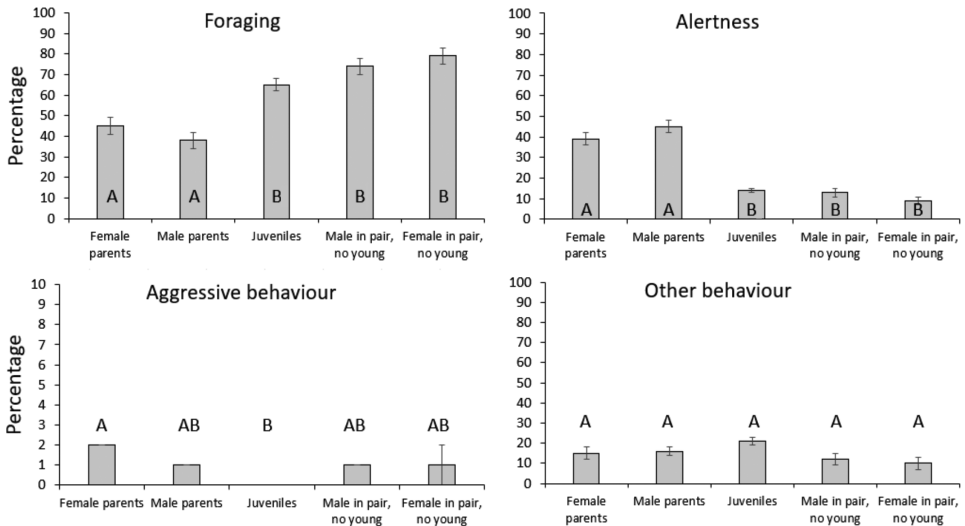 Foraging
Percentage
100
90
80
70
60
50
40
30
20
10
0
A
A
B
B
B
Female parents
Male parents
Juveniles
Male in pair, no young
Female in pair, no young
Alertness
100
90
80
70
60
50
40
30
20
10
0
A
A
B
B
B
Female parents
Male parents
Juveniles
Male in pair, no young
Female in pair, no young
Aggressive behaviour
Percentage
10
9
8
7
6
5
4
3
2
1
0
A
AB
B
AB
AB
Female parents
Male parents
Juveniles
Male in pair, no young
Female in pair, no young
Other behaviour
100
90
80
70
60
50
40
30
20
10
0
A
A
A
A
A
Female parents
Male parents
Juveniles
Male in pair, no young
Female in pair, no young